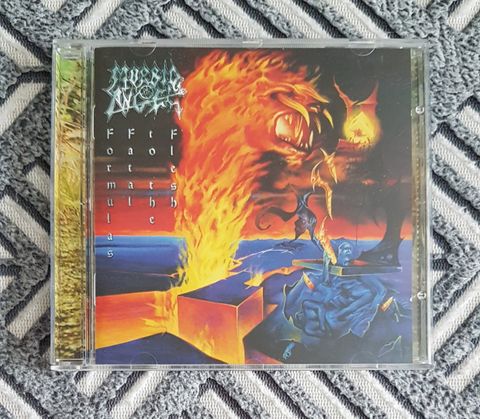 MORBID
ANGEL
Formulas
Fatal
to the
Flesh